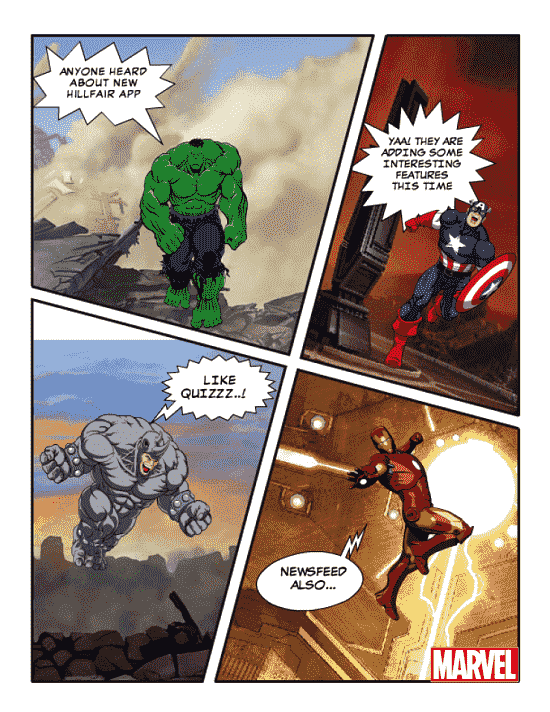 ANYONE HEARD
ABOUT NEW
HILLFAIR APP
YAA! THEY ARE
ADDING SOME
INTERESTING
FEATURES
THIS TIME
LIKE
QUIZZZ..!
NEWSFEED
ALSO...
MARVEL